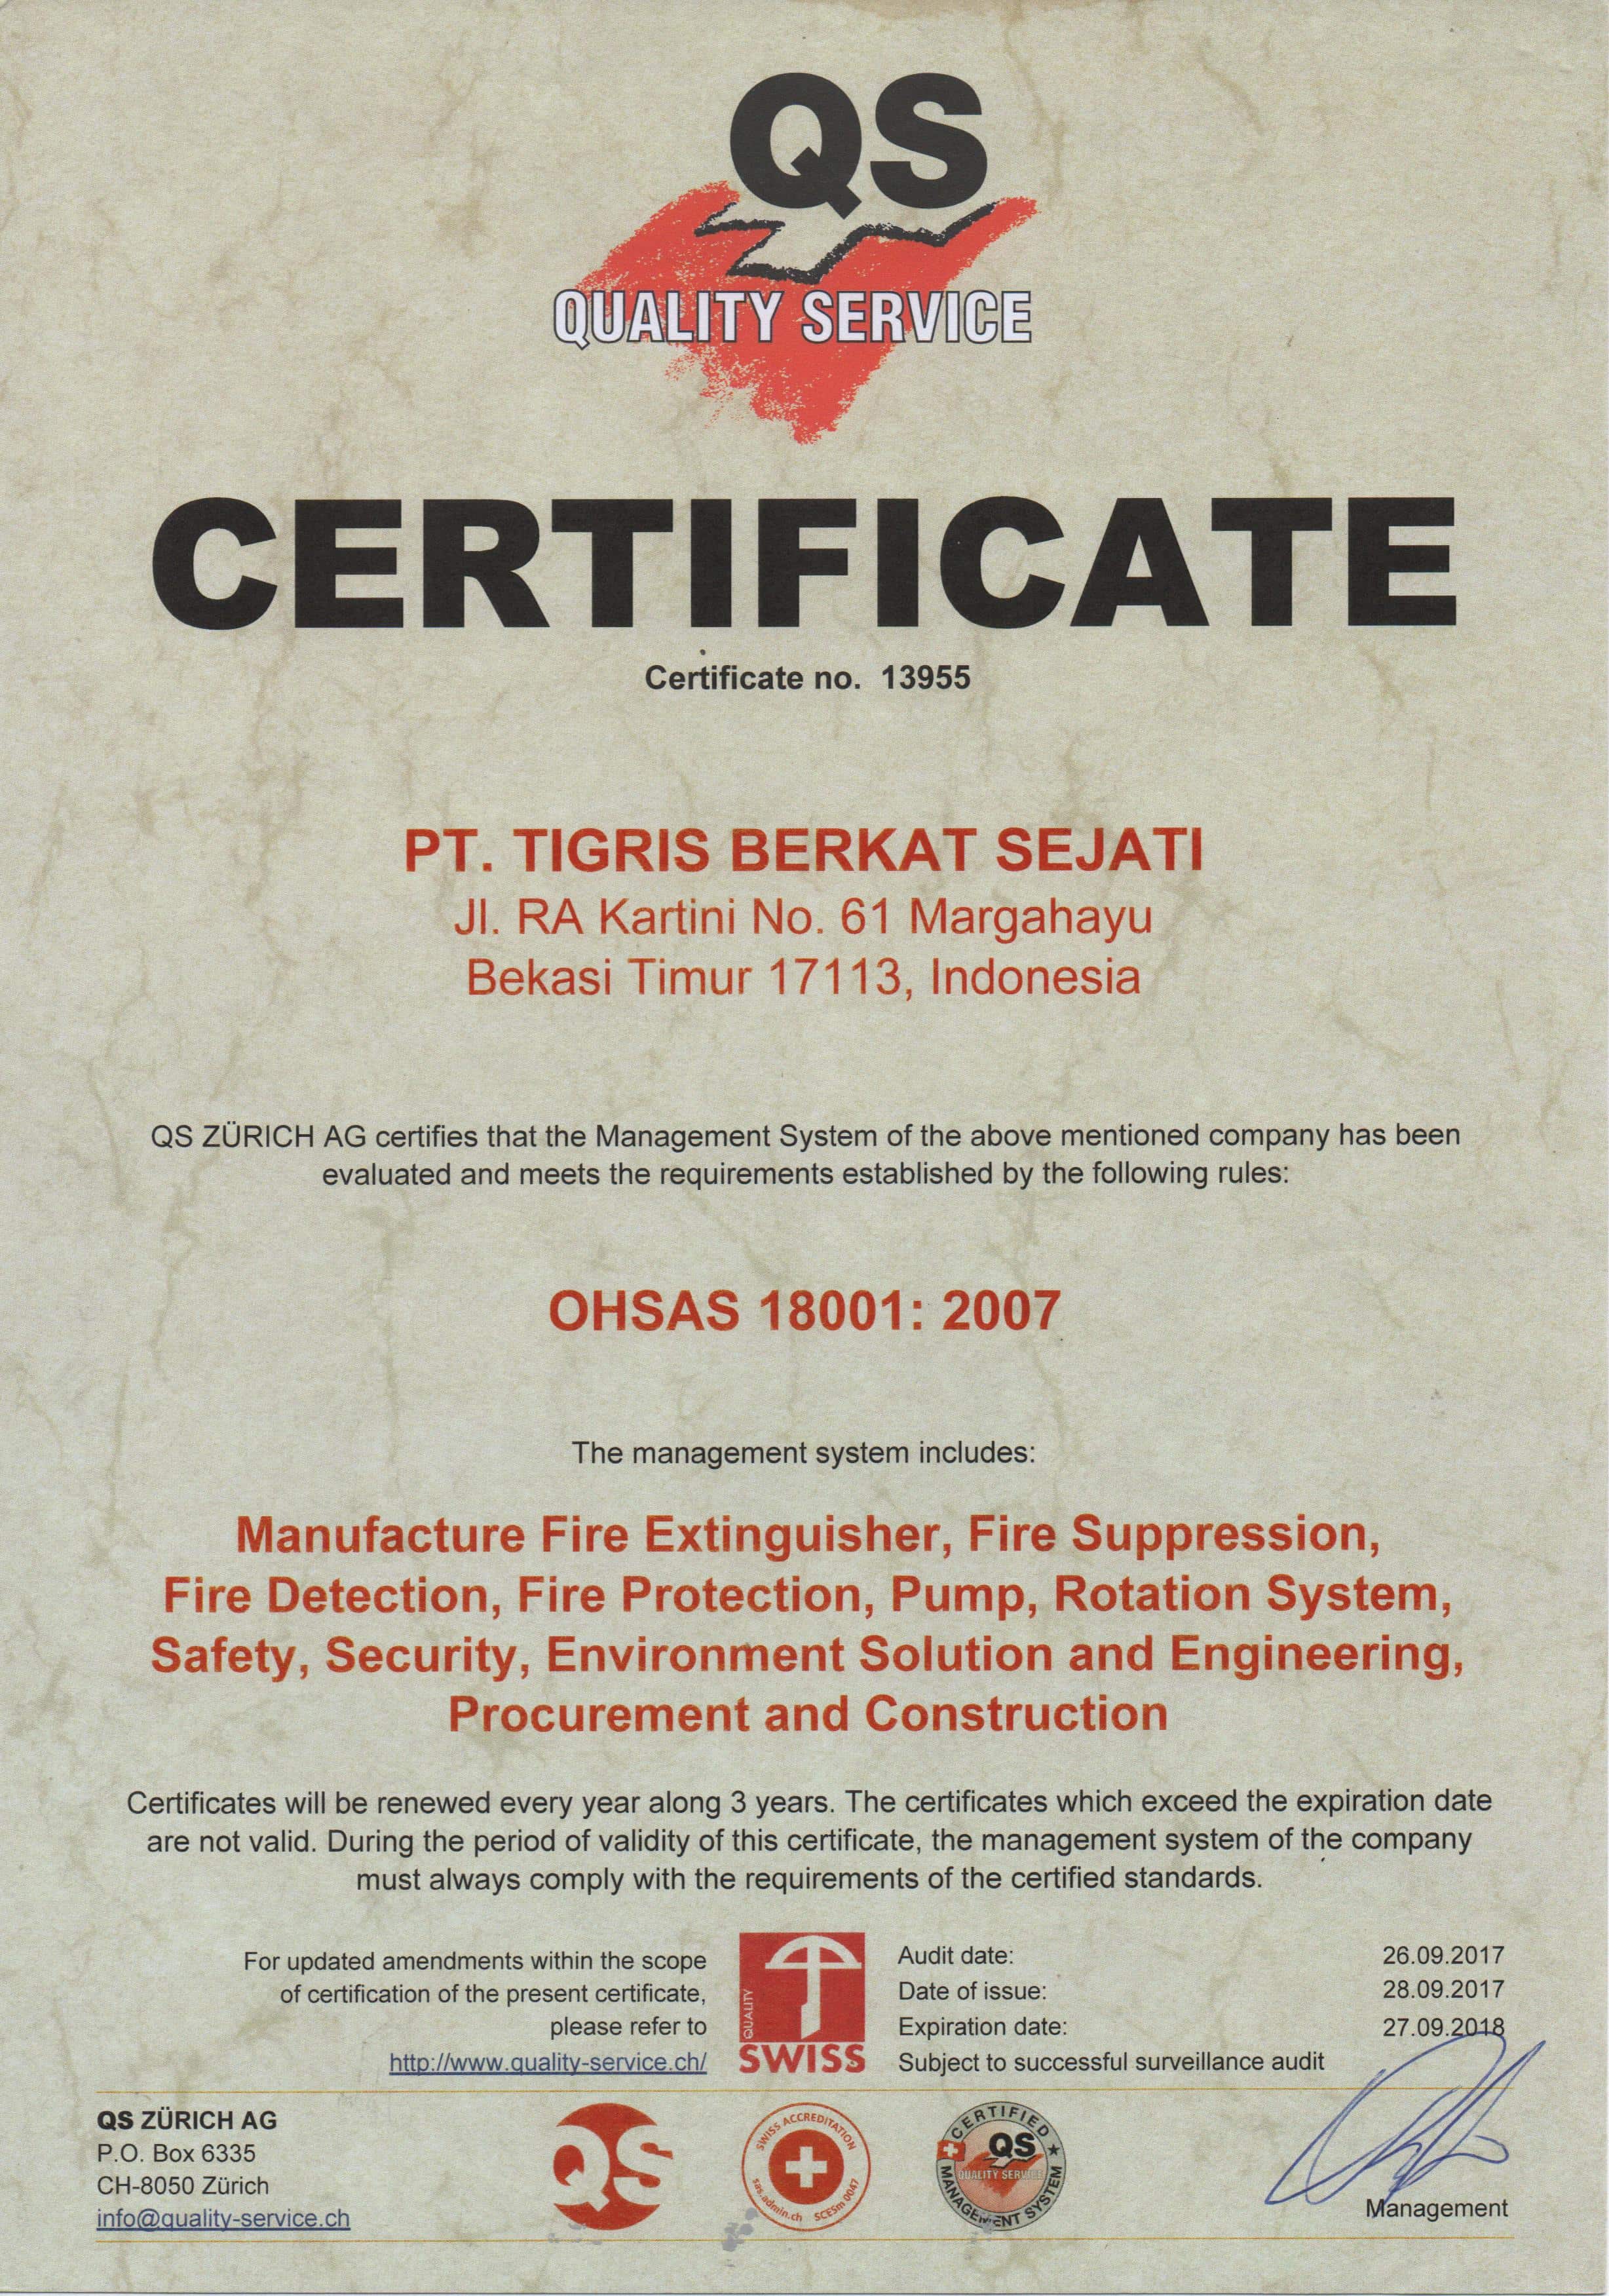 QS
QUALITY SERVICE
CERTIFICATE
Certificate no. 13955
PT. TIGRIS BERKAT SEJATI
Jl. RA Kartini No. 61 Margahayu
Bekasi Timur 17113, Indonesia
QS ZÜRICH AG certifies that the Management System of the above mentioned company has been
evaluated and meets the requirements established by the following rules:
OHSAS 18001: 2007
The management system includes:
Manufacture Fire Extinguisher, Fire Suppression,
Fire Detection, Fire Protection, Pump, Rotation System,
Safety, Security, Environment Solution and Engineering,
Procurement and Construction
Certificates will be renewed every year along 3 years. The certificates which exceed the expiration date
are not valid. During the period of validity of this certificate, the management system of the company
must always comply with the requirements of the certified standards.
For updated amendments within the scope
of certification of the present certificate,
please refer to
http://www.quality-service.ch/
QUALITY
SWISS
Audit date: 26.09.2017
Date of issue: 28.09.2017
Expiration date: 27.09.2018
Subject to successful surveillance audit
QS ZÜRICH AG
P.O. Box 6335
CH-8050 Zürich
info@quality-service.ch
QS
SWISS ACCREDITATION
sas.admin.ch SCESm 0047
CERTIFIED
QS
QUALITY SERVICE
MANAGEMENT SYSTEM
Management